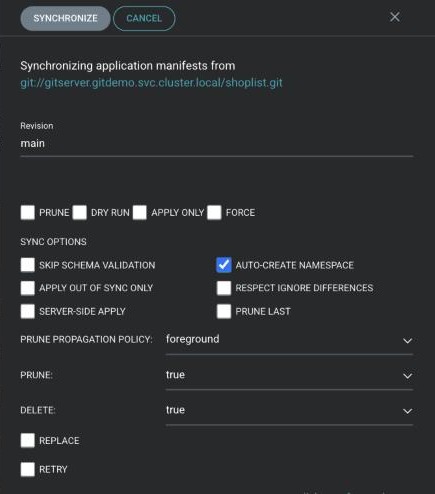 SYNCHRONIZE CANCEL
Synchronizing application manifests from
git://gitserver.gitdemo.svc.cluster.local/shoplist.git
Revision
main
PRUNE DRY RUN APPLY ONLY FORCE
SYNC OPTIONS
SKIP SCHEMA VALIDATION AUTO-CREATE NAMESPACE
APPLY OUT OF SYNC ONLY RESPECT IGNORE DIFFERENCES
SERVER-SIDE APPLY PRUNE LAST
PRUNE PROPAGATION POLICY: foreground
PRUNE: true
DELETE: true
REPLACE
RETRY